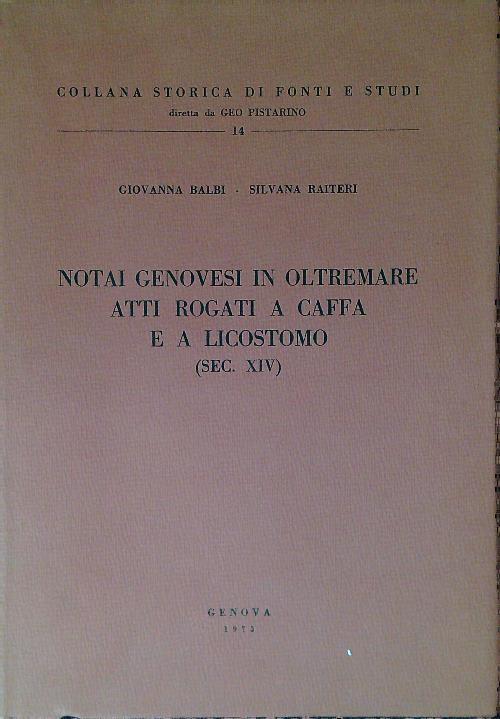 COLLANA STORICA DI FONTI E STUDI
diretta da GEO PISTARINO
14
GIOVANNA BALBI - SILVANA RAITERI
NOTAI GENOVESI IN OLTREMARE
ATTI ROGATI A CAFFA
E A LICOSTOMO
(SEC. XIV)
GENOVA
1973